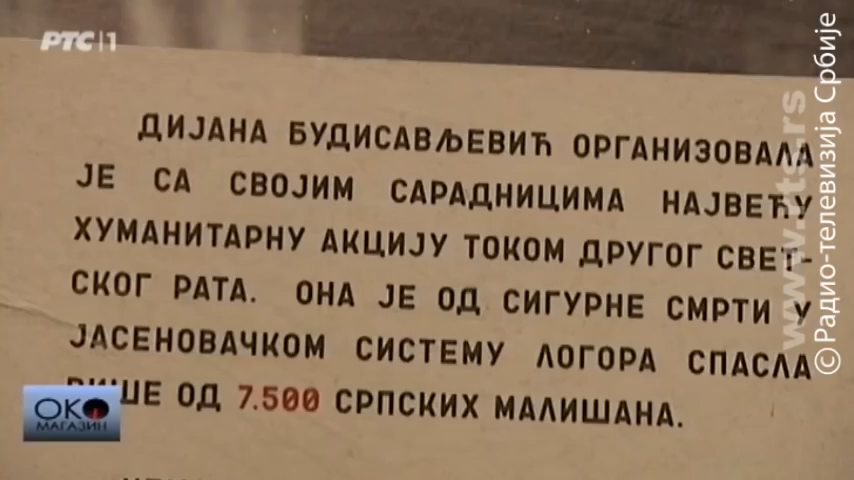 РТС|1
ДИЈАНА БУДИСАВЉЕВИЋ ОРГАНИЗОВАЛА
ЈЕ СА СВОЈИМ САРАДНИЦИМА НАЈВЕЋУ
ХУМАНИТАРНУ АКЦИЈУ ТОКОМ ДРУГОГ СВЕТ-
СКОГ РАТА. ОНА ЈЕ ОД СИГУРНЕ СМРТИ У
ЈАСЕНОВАЧКОМ СИСТЕМУ ЛОГОРА СПАСЛА
ВИШЕ ОД 7.500 СРПСКИХ МАЛИШАНА.
ОКО
МАГАЗИН
www.rts.rs
© Радио-телевизија Србије